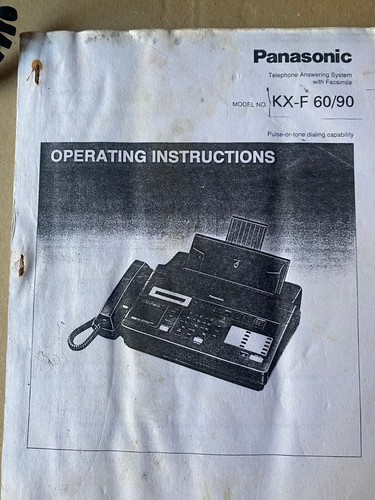 Panasonic
Telephone Answering System
with Facsimile
MODEL NO. KX-F 60/90
Pulse-or-tone dialing capability
OPERATING INSTRUCTIONS